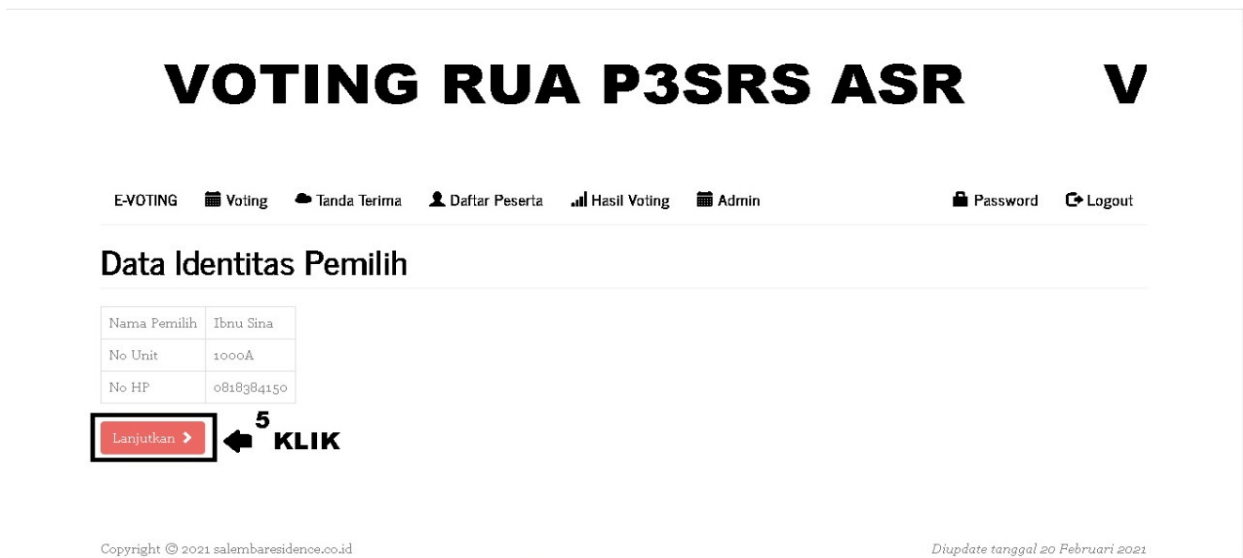 VOTING RUA P3SRS ASR V
E-VOTING Voting Tanda Terima Daftar Peserta Hasil Voting Admin Password Logout
Data Identitas Pemilih
Nama Pemilih Ibnu Sina
No Unit 1000A
No HP 0818384150
Lanjutkan 5 KLIK
Copyright © 2021 salembaresidence.co.id Diupdate tanggal 20 Februari 2021